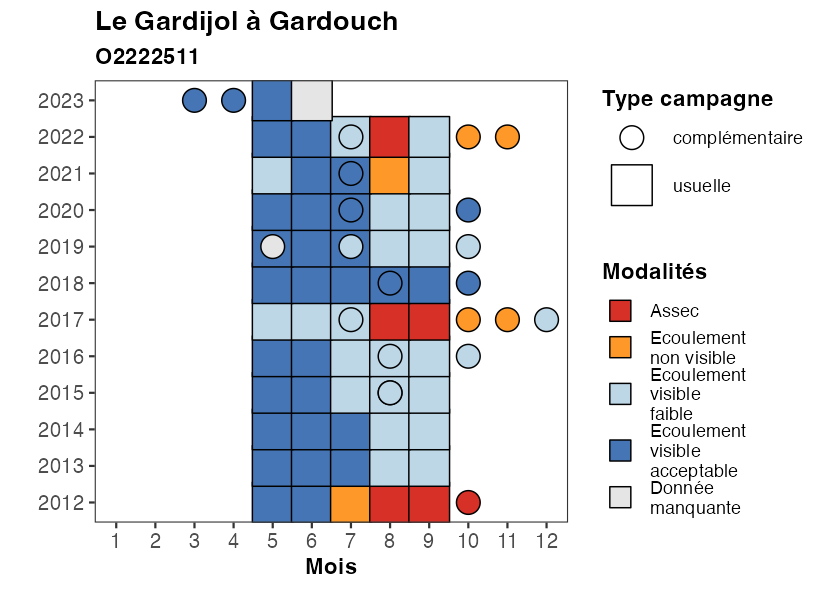 Le Gardijol à Gardouch
O2222511
2023
2022
2021
2020
2019
2018
2017
2016
2015
2014
2013
2012
1 2 3 4 5 6 7 8 9 10 11 12
Mois
Type campagne
complémentaire
usuelle
Modalités
Assec
Ecoulement
non visible
Ecoulement
visible
faible
Ecoulement
visible
acceptable
Donnée
manquante